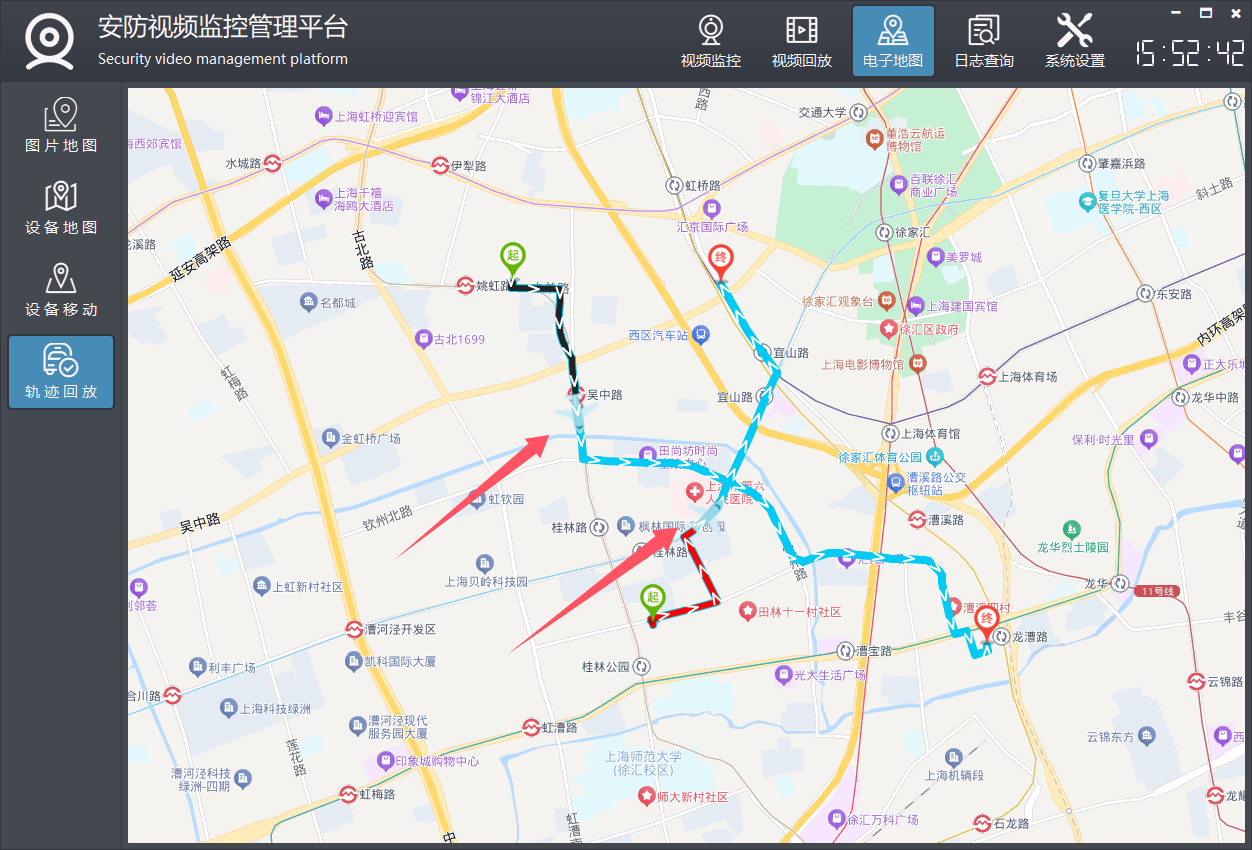 安防视频监控管理平台
Security video management platform
视频监控
视频回放
电子地图
日志查询
系统设置
15:52:42
图片地图
设备地图
设备移动
轨迹回放
锦江大酒店
上海虹桥迎宾馆
海西郊宾馆
水城路
伊犁路
上海千禧
海鸥大酒店
西路
交通大学
董浩云航运
博物馆
肇嘉浜路
虹桥路
百联徐汇
商业广场
复旦大学上海
医学院-西区
斜土路
汇京国际广场
徐家汇
延安高架路
古北路
起
终
美罗城
姚虹路
名都城
徐家汇观象台
上海建国宾馆
东安路
徐汇区政府
内环高架路
西区汽车站
古北1699
宜山路
上海电影博物馆
正大乐城
上海体育场
虹梅路
吴中路
宜山路
龙华中路
金虹桥广场
上海体育馆
保利·时光里
田尚坊时尚
徐家汇体育公园
漕溪路公交
枢纽站
人民医院
虹钦园
钦州北路
吴中路
桂林路
漕溪路
龙华烈士陵园
桂林路
上海贝岭科技园
上虹新村社区
起
龙华
11号线
利邻荟
田林十一村社区
漕溪四村
终
龙漕路
漕河泾开发区
漕宝路
凯科国际大厦
利丰广场
桂林公园
光大生活广场
云锦路
合川路
上海科技绿洲
漕河泾现代
服务园大厦
虹漕路
云锦东方
莲花路
上海师范大学
(徐汇校区)
印象城购物中心
漕河泾科技
绿洲-四期
上海机辆段
虹梅路
师大新村社区
徐汇万科广场
石龙路
虹漕
中